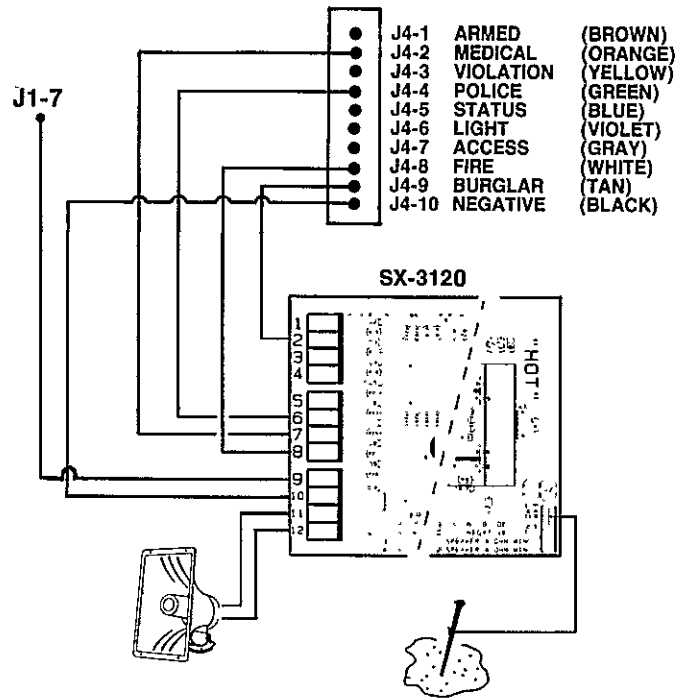 J4-1 ARMED (BROWN)
J4-2 MEDICAL (ORANGE)
J4-3 VIOLATION (YELLOW)
J4-4 POLICE (GREEN)
J4-5 STATUS (BLUE)
J4-6 LIGHT (VIOLET)
J4-7 ACCESS (GRAY)
J4-8 FIRE (WHITE)
J4-9 BURGLAR (TAN)
J4-10 NEGATIVE (BLACK)
J1-7
SX-3120
1
2
3
4
5
6
7
8
9
10
11
12
"HOT"